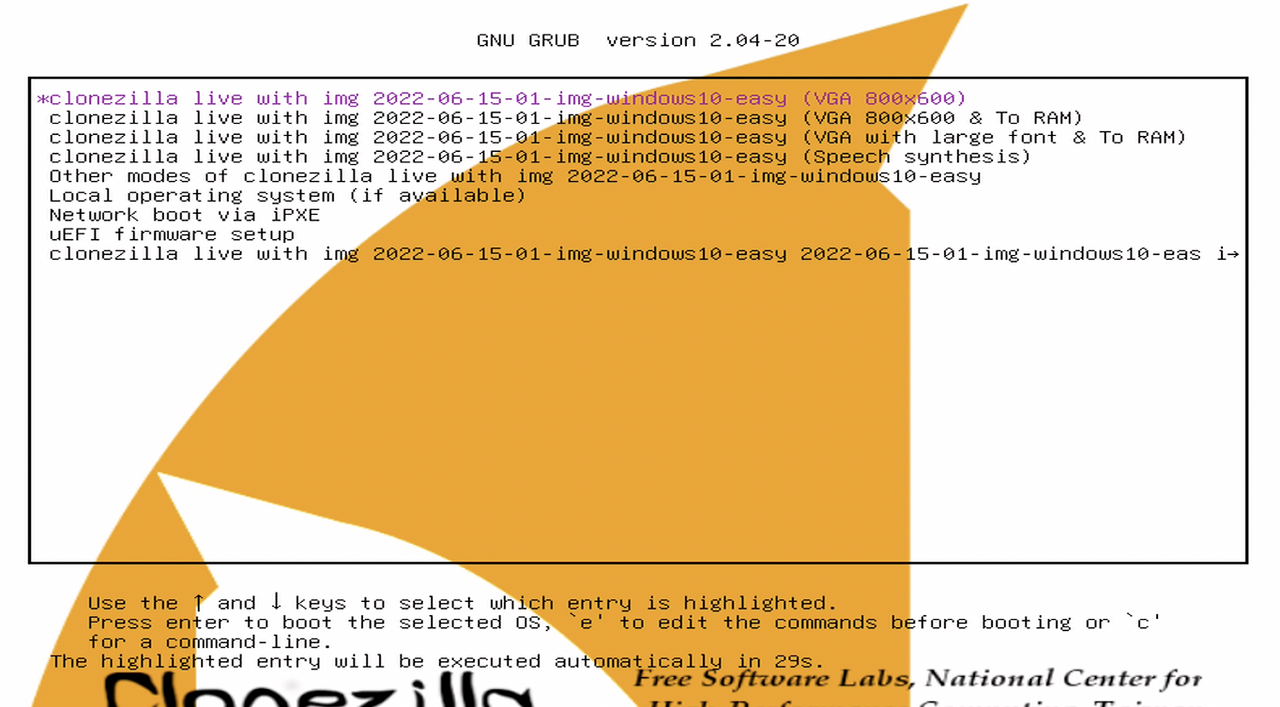 GNU GRUB  version 2.04-20
*clonezilla live with img 2022-06-15-01-img-windows10-easy (VGA 800x600)
clonezilla live with img 2022-06-15-01-img-windows10-easy (VGA 800x600 & To RAM)
clonezilla live with img 2022-06-15-01-img-windows10-easy (VGA with large font & To RAM)
clonezilla live with img 2022-06-15-01-img-windows10-easy (Speech synthesis)
Other modes of clonezilla live with img 2022-06-15-01-img-windows10-easy
Local operating system (if available)
Network boot via iPXE
uEFI firmware setup
clonezilla live with img 2022-06-15-01-img-windows10-easy 2022-06-15-01-img-windows10-eas i→
Use the ↑ and ↓ keys to select which entry is highlighted.
Press enter to boot the selected OS, `e' to edit the commands before booting or `c'
for a command-line.
The highlighted entry will be executed automatically in 29s.
Clonezilla
Free Software Labs, National Center for